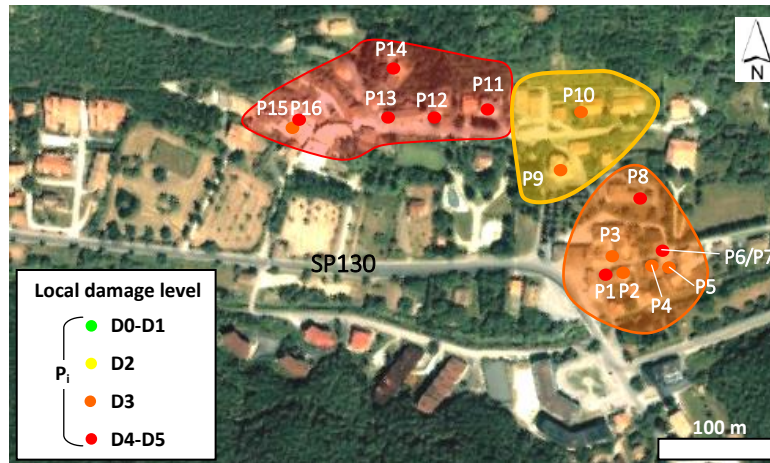 P14
N
P11
P10
P15 P16
P13
P12
P9
P8
P3
P6/P7
SP130
P1
P2
P5
P4
Local damage level
D0-D1
D2
Pi
D3
D4-D5
100 m